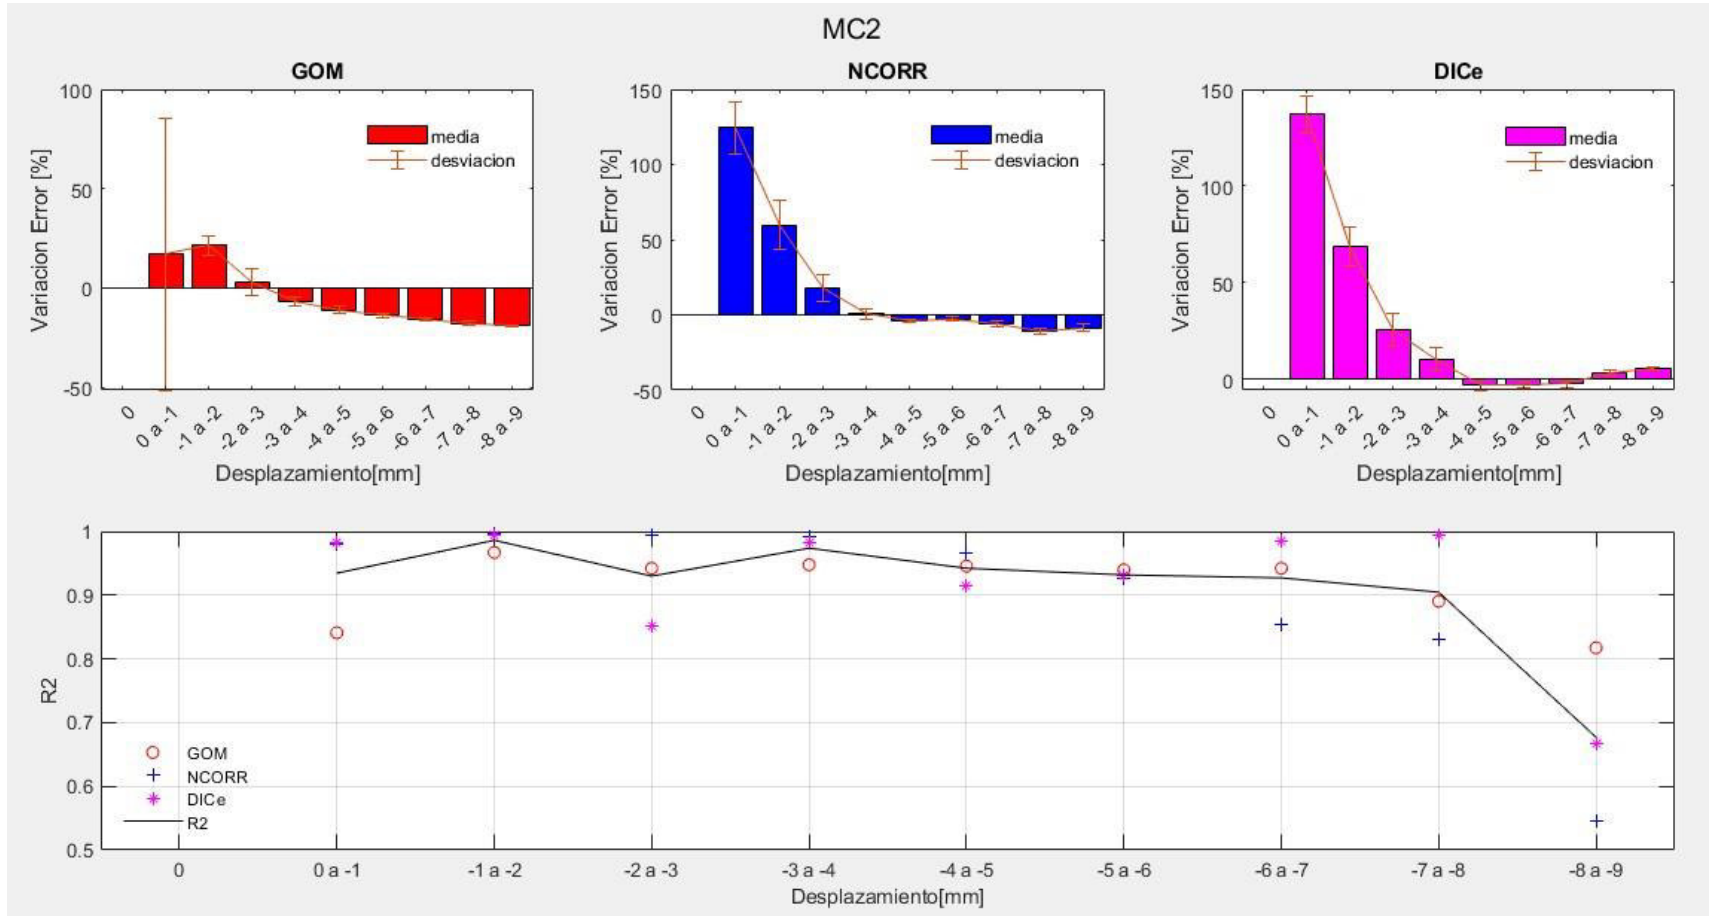 MC2
GOM
100
50
0
-50
Variacion Error [%]
media
desviacion
0
0 a -1
-1 a -2
-2 a -3
-3 a -4
-4 a -5
-5 a -6
-6 a -7
-7 a -8
-8 a -9
Desplazamiento[mm]
NCORR
150
100
50
0
-50
Variacion Error [%]
media
desviacion
0
0 a -1
-1 a -2
-2 a -3
-3 a -4
-4 a -5
-5 a -6
-6 a -7
-7 a -8
-8 a -9
Desplazamiento[mm]
DICe
150
100
50
0
Variacion Error [%]
media
desviacion
0
0 a -1
-1 a -2
-2 a -3
-3 a -4
-4 a -5
-5 a -6
-6 a -7
-7 a -8
-8 a -9
Desplazamiento[mm]
1
0.9
0.8
0.7
0.6
0.5
R2
GOM
NCORR
DICe
R2
0
0 a -1
-1 a -2
-2 a -3
-3 a -4
-4 a -5
-5 a -6
-6 a -7
-7 a -8
-8 a -9
Desplazamiento[mm]